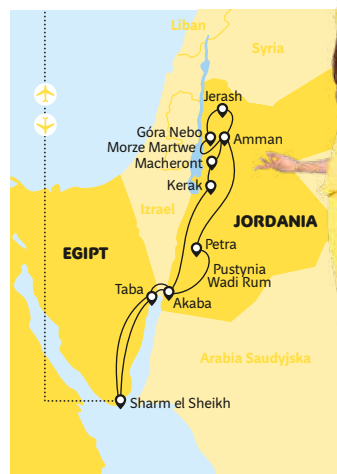 Liban
Syria
Jerash
Góra Nebo
Amman
Morze Martwe
Macheront
Kerak
Izrael
JORDANIA
EGIPT
Petra
Pustynia
Wadi Rum
Taba
Akaba
Arabia Saudyjska
Sharm el Sheikh